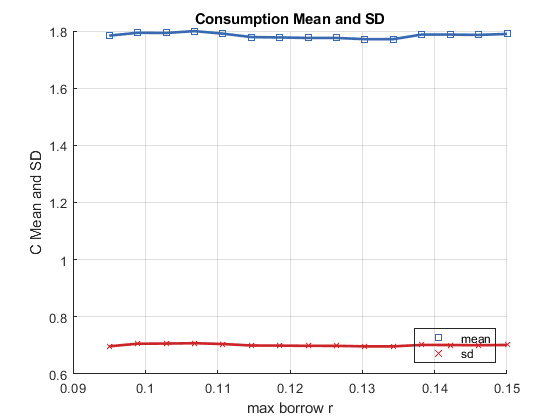 Consumption Mean and SD
1.8
1.6
1.4
1.2
1
0.8
0.6
C Mean and SD
mean
sd
0.09
0.1
0.11
0.12
0.13
0.14
0.15
max borrow r